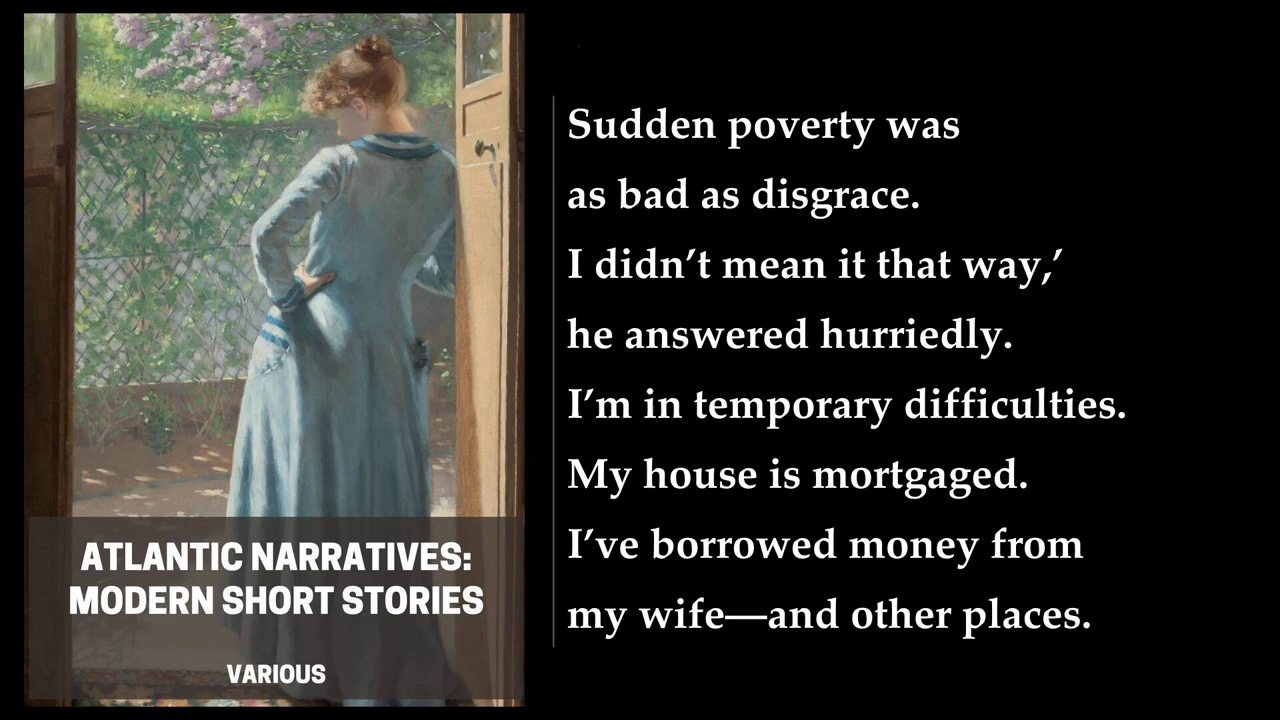 ATLANTIC NARRATIVES:
MODERN SHORT STORIES
VARIOUS
Sudden poverty was
as bad as disgrace.
I didn’t mean it that way,’
he answered hurriedly.
I’m in temporary difficulties.
My house is mortgaged.
I’ve borrowed money from
my wife—and other places.